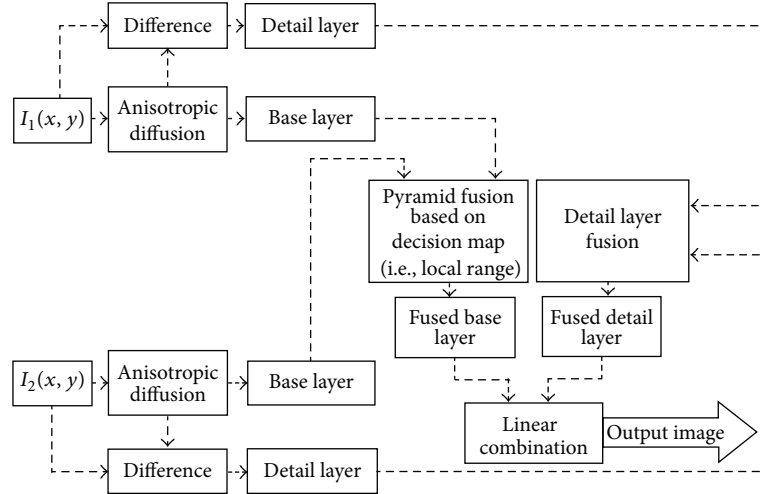 Difference
Detail layer
I₁(x, y)
Anisotropic
diffusion
Base layer
Pyramid fusion
based on
decision map
(i.e., local range)
Detail layer
fusion
Fused base
layer
Fused detail
layer
I₂(x, y)
Anisotropic
diffusion
Base layer
Linear
combination
Output image
Difference
Detail layer